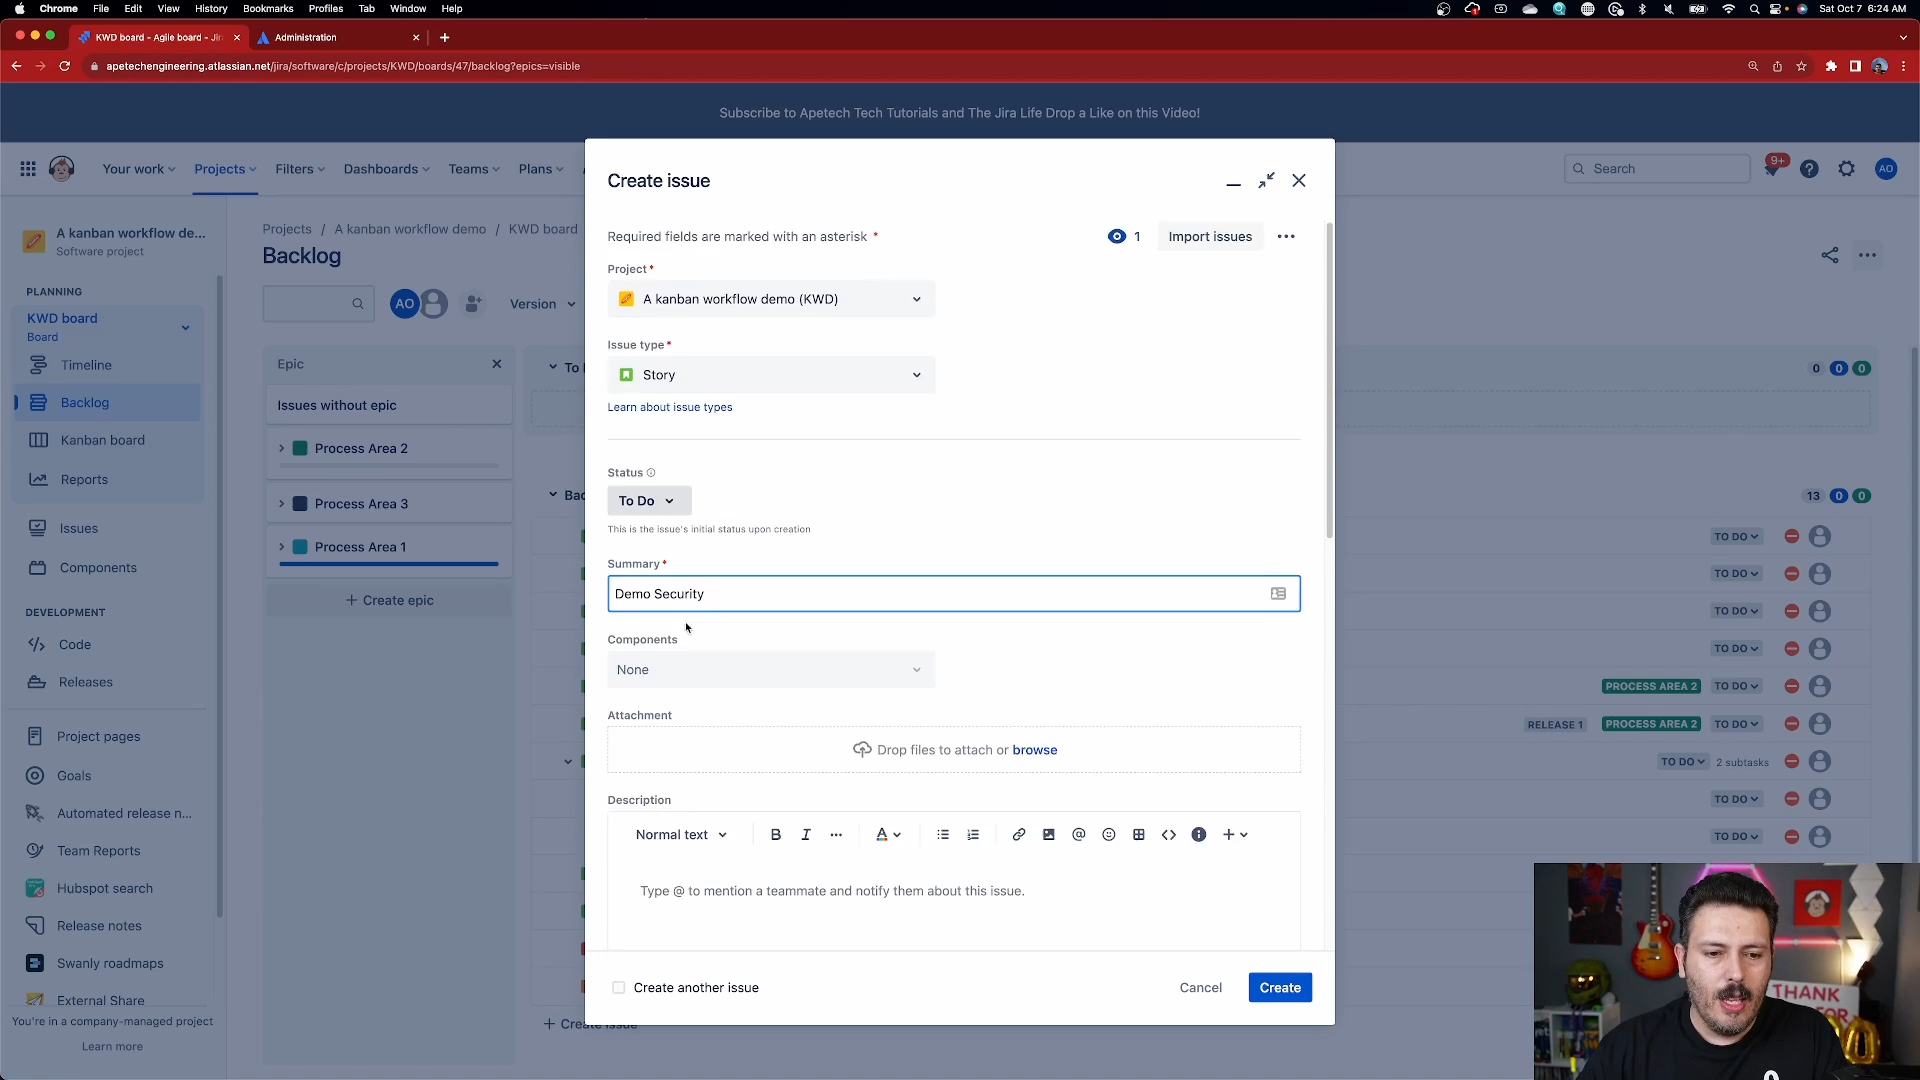 Chrome File Edit View History Bookmarks Profiles Tab Window Help
Sat Oct 7 6:24 AM
KWD board - Agile board - Jir
Administration
apetechengineering.atlassian.net/jira/software/c/projects/KWD/boards/47/backlog?epics=visible
Subscribe to Apetech Tech Tutorials and The Jira Life Drop a Like on this Video!
Your work Projects Filters Dashboards Teams Plans
Search
9+
AO
A kanban workflow de...
Software project
PLANNING
KWD board
Board
Timeline
Backlog
Kanban board
Reports
Issues
Components
DEVELOPMENT
Code
Releases
Project pages
Goals
Automated release n...
Team Reports
Hubspot search
Release notes
Swanly roadmaps
External Share
You're in a company-managed project
Learn more
Projects / A kanban workflow demo / KWD board
Backlog
AO
Version
Epic
Issues without epic
Process Area 2
Process Area 3
Process Area 1
+ Create epic
0 0 0
13 0 0
TO DO
TO DO
TO DO
TO DO
PROCESS AREA 2 TO DO
RELEASE 1 PROCESS AREA 2 TO DO
TO DO 2 subtasks
TO DO
TO DO
+ Create issue
Create issue
Required fields are marked with an asterisk *
1
Import issues
Project *
A kanban workflow demo (KWD)
Issue type *
Story
Learn about issue types
Status
To Do
This is the issue's initial status upon creation
Summary *
Demo Security
Components
None
Attachment
Drop files to attach or browse
Description
Normal text
B I A
Type @ to mention a teammate and notify them about this issue.
Create another issue
Cancel
Create
THANK
FOR